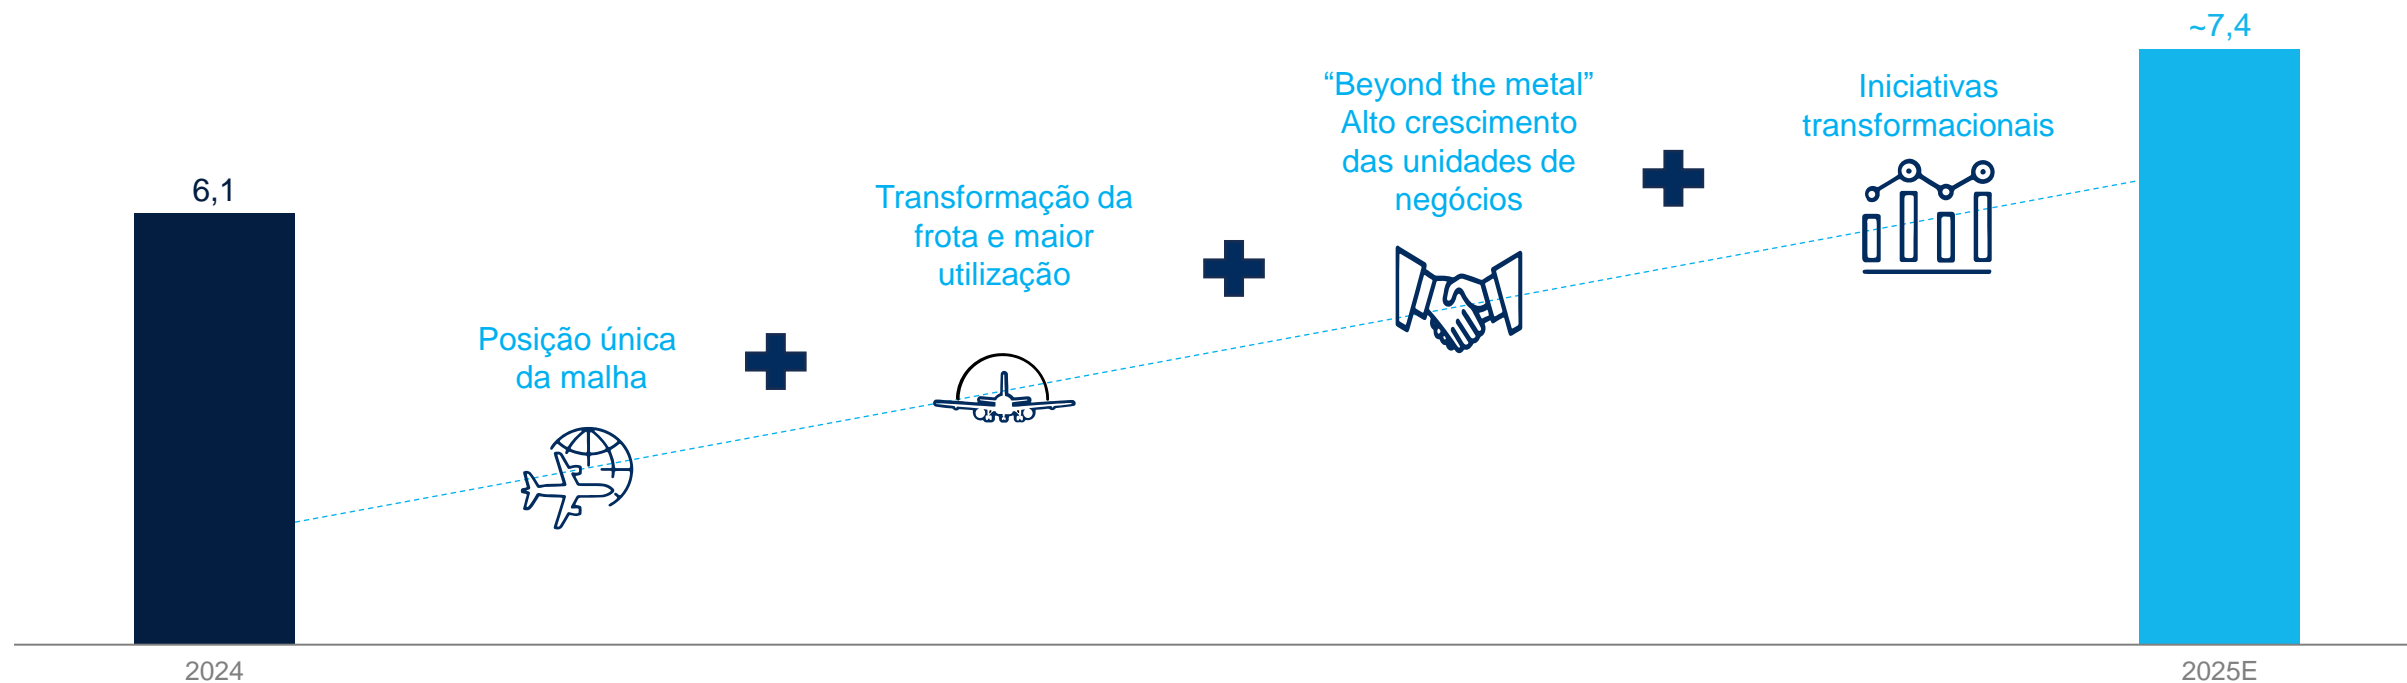 6,1
Posição única
da malha
Transformação da
frota e maior
utilização
“Beyond the metal”
Alto crescimento
das unidades de
negócios
Iniciativas
transformacionais
~7,4
2024
2025E